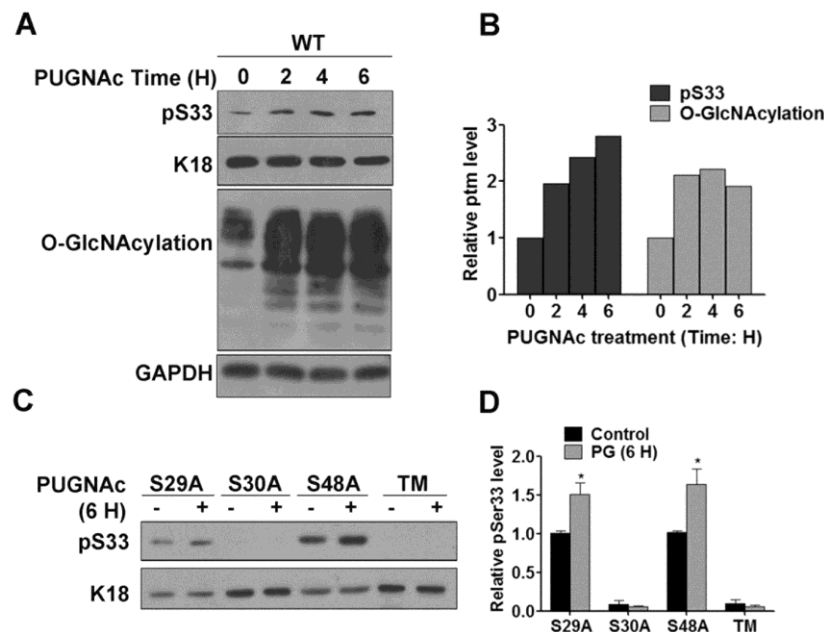 A
WT
PUGNAc Time (H) 0 2 4 6
pS33
K18
O-GlcNAcylation
GAPDH
B
pS33
O-GlcNAcylation
Relative ptm level
3
2
1
0
0 2 4 6 0 2 4 6
PUGNAc treatment (Time: H)
C
PUGNAc S29A S30A S48A TM
(6 H) - + - + - + - +
pS33
K18
D
Control
PG (6 H)
Relative pSer33 level
2.0
1.5
1.0
0.5
0.0
* *
S29A S30A S48A TM